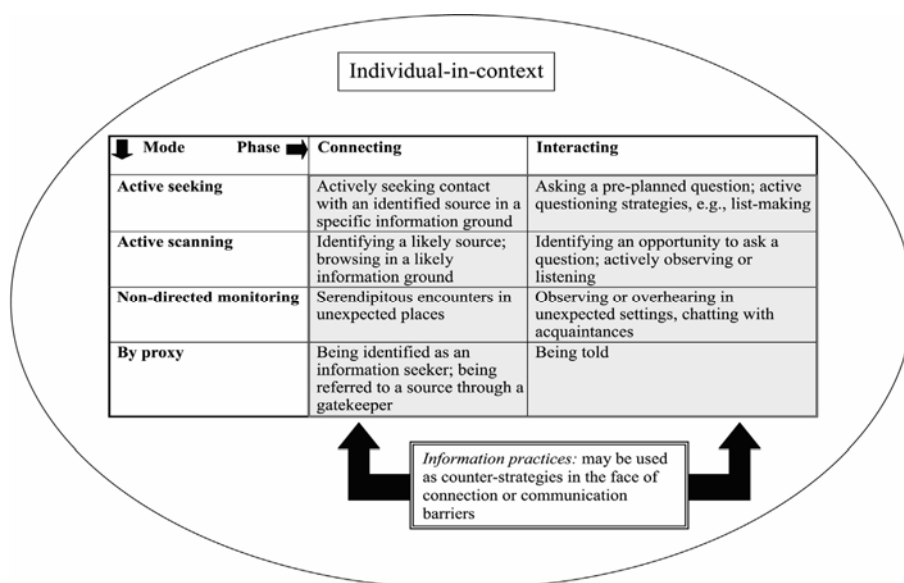 Individual-in-context
Mode Phase Connecting Interacting
Active seeking
Actively seeking contact
with an identified source in a
specific information ground
Asking a pre-planned question; active
questioning strategies, e.g., list-making
Active scanning
Identifying a likely source;
browsing in a likely
information ground
Identifying an opportunity to ask a
question; actively observing or
listening
Non-directed monitoring
Serendipitous encounters in
unexpected places
Observing or overhearing in
unexpected settings, chatting with
acquaintances
By proxy
Being identified as an
information seeker; being
referred to a source through a
gatekeeper
Being told
Information practices: may be used
as counter-strategies in the face of
connection or communication
barriers